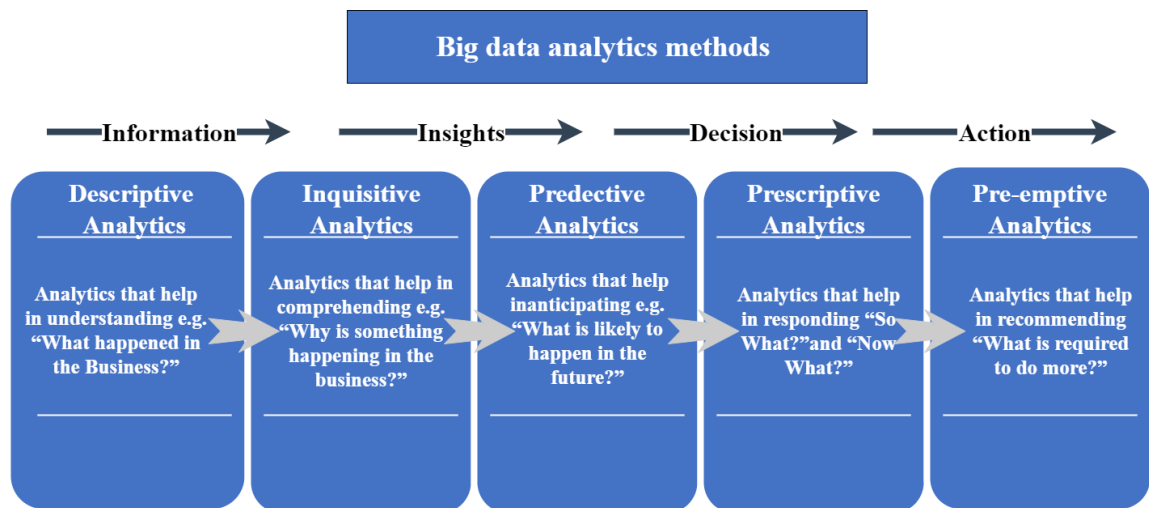 Big data analytics methods
Information
Insights
Decision
Action
Descriptive
Analytics
Analytics that help
in understanding e.g.
“What happened in
the Business?”
Inquisitive
Analytics
Analytics that help in
comprehending e.g.
“Why is something
happening in the
business?”
Predective
Analytics
Analytics that help
inanticipating e.g.
“What is likely to
happen in the
future?”
Prescriptive
Analytics
Analytics that help
in responding “So
What?”and “Now
What?”
Pre-emptive
Analytics
Analytics that help
in recommending
“What is required
to do more?”